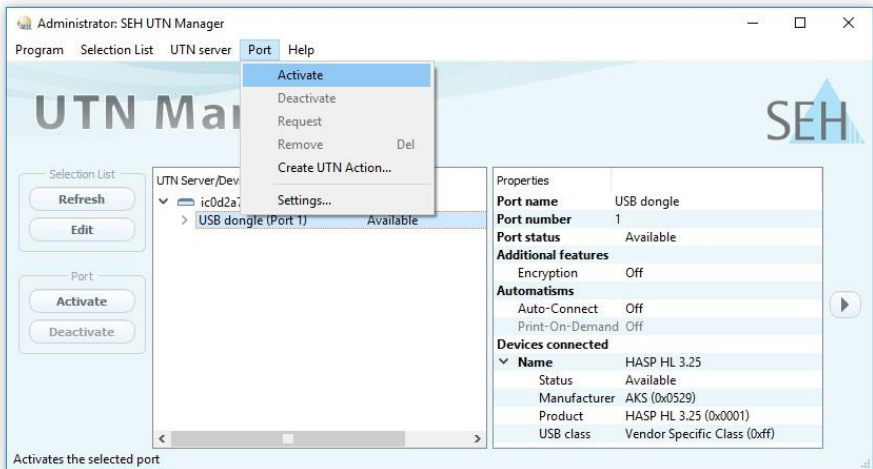 Administrator: SEH UTN Manager
Program Selection List UTN server Port Help
Activate
Deactivate
Request
Remove Del
Create UTN Action...
Settings...
UTN Ma
SEH
Selection List
Refresh
Edit
Port
Activate
Deactivate
UTN Server/Dev
ic0d2a7
USB dongle (Port 1) Available
Properties
Port name USB dongle
Port number 1
Port status Available
Additional features
Encryption Off
Automatisms
Auto-Connect Off
Print-On-Demand Off
Devices connected
Name HASP HL 3.25
Status Available
Manufacturer AKS (0x0529)
Product HASP HL 3.25 (0x0001)
USB class Vendor Specific Class (0xff)
Activates the selected port